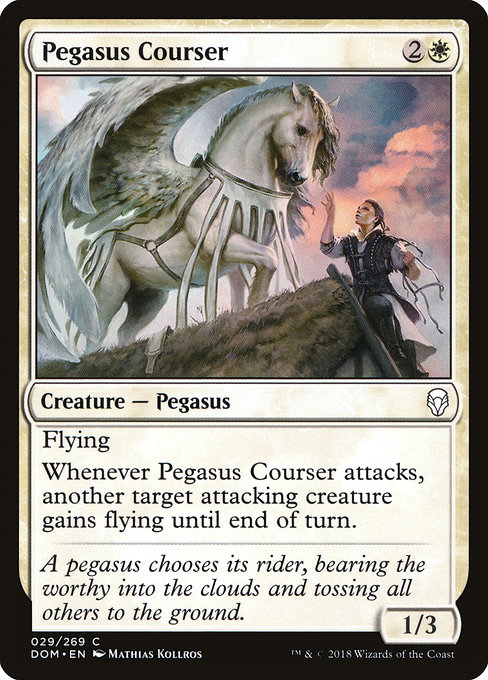 Pegasus Courser 2
Creature — Pegasus
Flying
Whenever Pegasus Courser attacks,
another target attacking creature
gains flying until end of turn.
A pegasus chooses its rider, bearing the
worthy into the clouds and tossing all
others to the ground.
1/3
029/269 C
DOM • EN Mathias Kollros
™ & © 2018 Wizards of the Coast